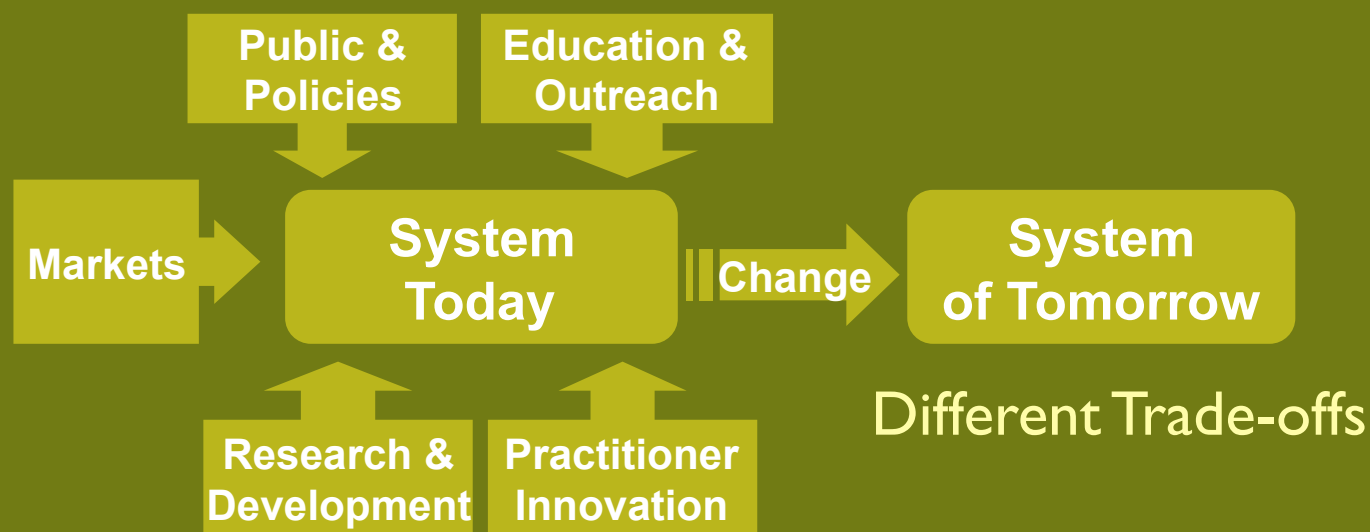 Public &
Policies
Education &
Outreach
Markets
System
Today
Change
System
of Tomorrow
Different Trade-offs
Research &
Development
Practitioner
Innovation